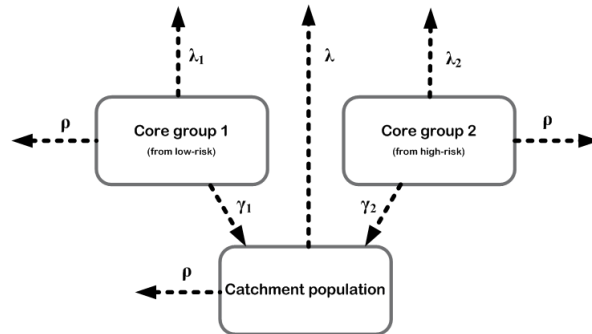 λ1
λ
λ2
ρ
Core group 1
(from low-risk)
Core group 2
(from high-risk)
ρ
γ1
γ2
ρ
Catchment population